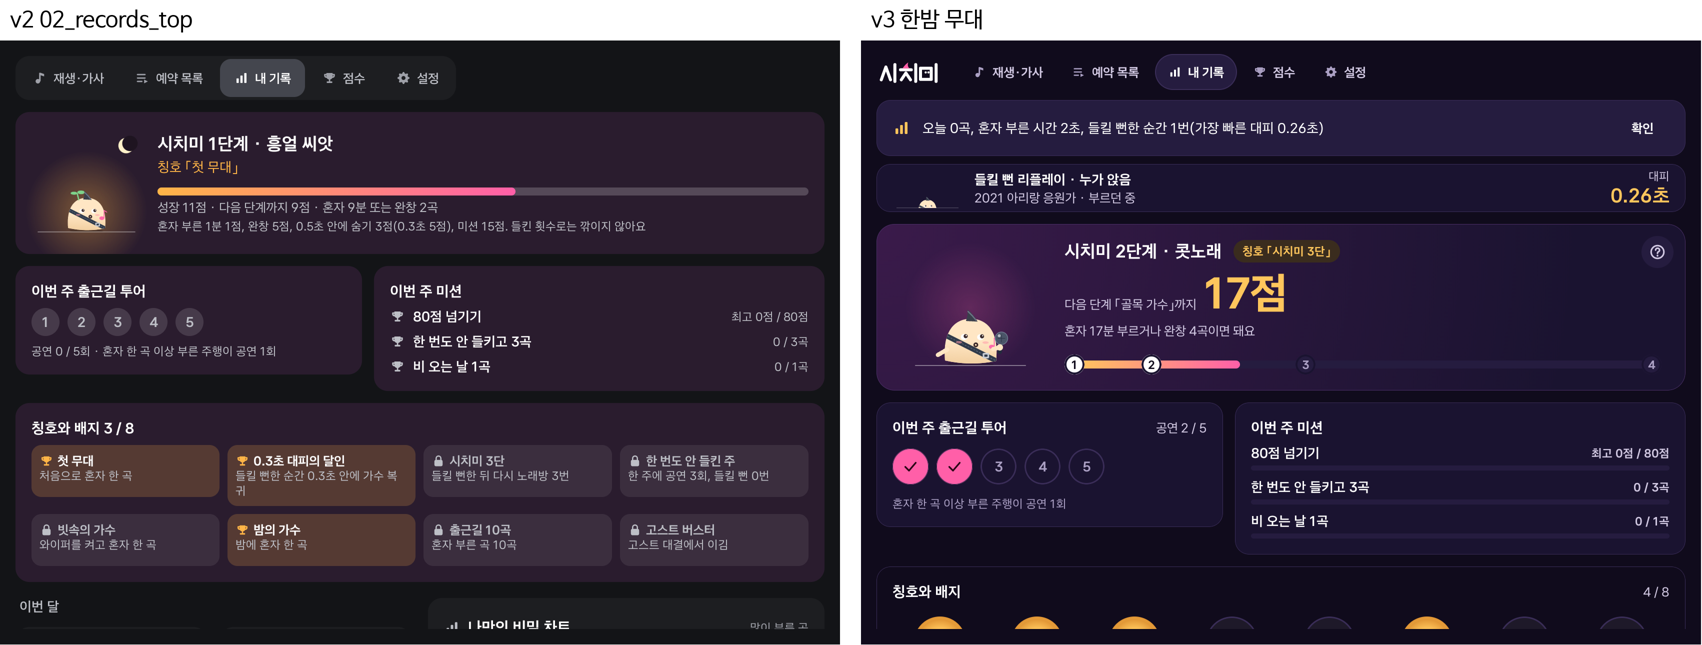 v2 02_records_top
재생·가사
예약 목록
내 기록
점수
설정
시치미 1단계 · 흥얼 씨앗
칭호 「첫 무대」
성장 11점 · 다음 단계까지 9점 · 혼자 9분 또는 완창 2곡
혼자 부른 1분 1점, 완창 5점, 0.5초 안에 숨기 3점(0.3초 5점), 미션 15점. 들킨 횟수로는 깎이지 않아요
이번 주 출근길 투어
1 2 3 4 5
공연 0 / 5회 · 혼자 한 곡 이상 부른 주행이 공연 1회
이번 주 미션
80점 넘기기 최고 0점 / 80점
한 번도 안 들키고 3곡 0 / 3곡
비 오는 날 1곡 0 / 1곡
칭호와 배지 3 / 8
첫 무대
처음으로 혼자 한 곡
0.3초 대피의 달인
들킬 뻔한 순간 0.3초 안에 가수 복
귀
시치미 3단
들킬 뻔한 뒤 다시 노래방 3번
한 번도 안 들킨 주
한 주에 공연 3회, 들킬 뻔 0번
빗속의 가수
와이퍼를 켜고 혼자 한 곡
밤의 가수
밤에 혼자 한 곡
출근길 10곡
혼자 부른 곡 10곡
고스트 버스터
고스트 대결에서 이김
이번 달
나만의 비밀 차트
많이 부른 곡
v3 한밤 무대
시치미
재생·가사
예약 목록
내 기록
점수
설정
오늘 0곡, 혼자 부른 시간 2초, 들킬 뻔한 순간 1번(가장 빠른 대피 0.26초)
확인
들킬 뻔 리플레이 · 누가 앉음
2021 아리랑 응원가 · 부르던 중
대피
0.26초
시치미 2단계 · 콧노래
칭호 「시치미 3단」
?
다음 단계 「골목 가수」까지 17점
혼자 17분 부르거나 완창 4곡이면 돼요
1 2 3 4
이번 주 출근길 투어
공연 2 / 5
3 4 5
혼자 한 곡 이상 부른 주행이 공연 1회
이번 주 미션
80점 넘기기 최고 0점 / 80점
한 번도 안 들키고 3곡 0 / 3곡
비 오는 날 1곡 0 / 1곡
칭호와 배지
4 / 8